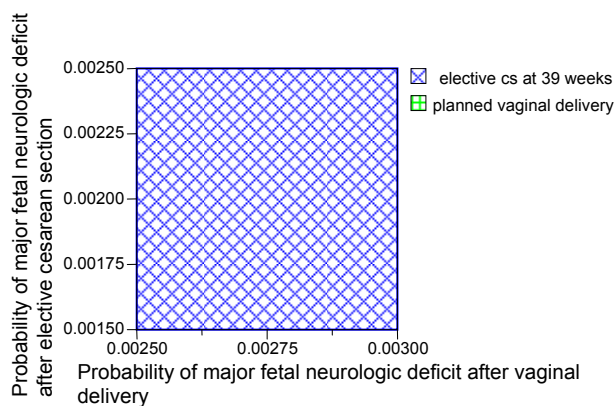 Probability of major fetal neurologic deficit
after elective cesarean section
0.00250
0.00225
0.00200
0.00175
0.00150
0.00250
0.00275
0.00300
Probability of major fetal neurologic deficit after vaginal
delivery
elective cs at 39 weeks
planned vaginal delivery